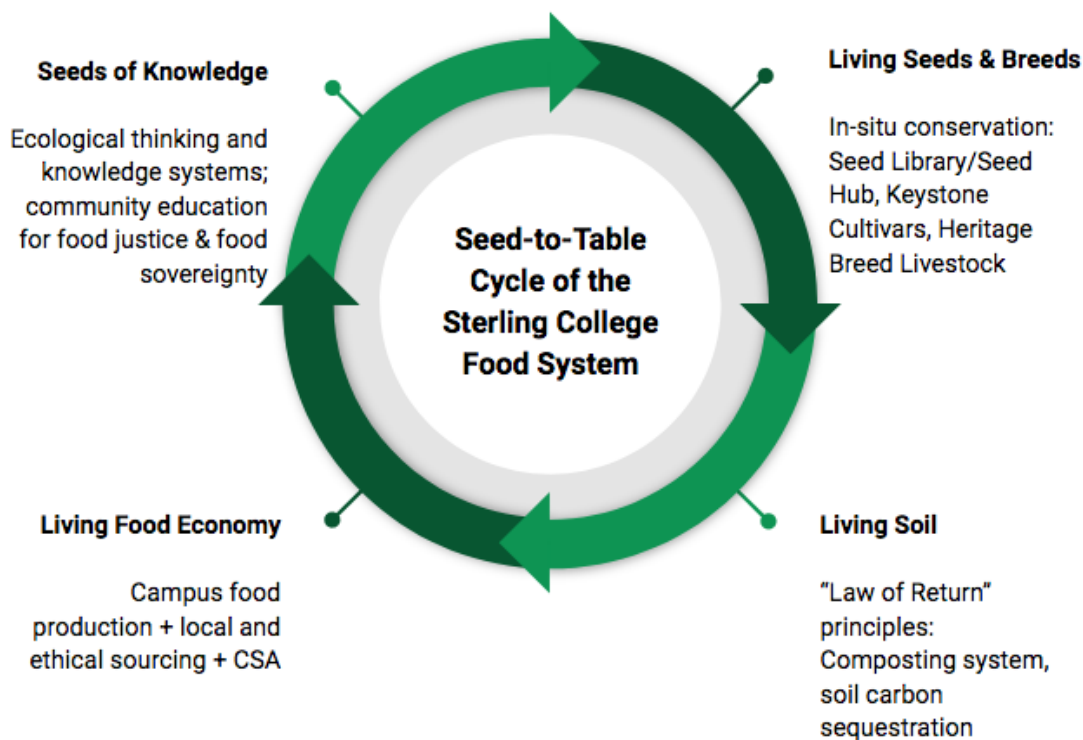 Seeds of Knowledge
Ecological thinking and
knowledge systems;
community education
for food justice & food
sovereignty
Living Seeds & Breeds
In-situ conservation:
Seed Library/Seed
Hub, Keystone
Cultivars, Heritage
Breed Livestock
Seed-to-Table
Cycle of the
Sterling College
Food System
Living Food Economy
Campus food
production + local and
ethical sourcing + CSA
Living Soil
“Law of Return”
principles:
Composting system,
soil carbon
sequestration